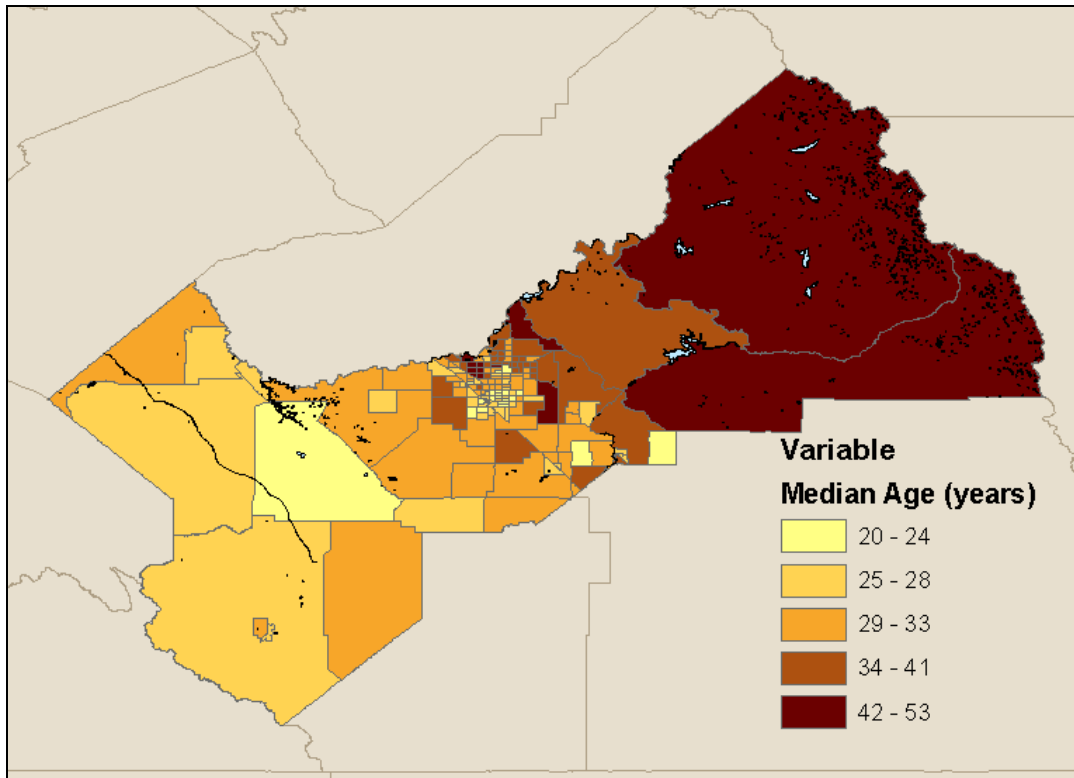 Variable
Median Age (years)
20 - 24
25 - 28
29 - 33
34 - 41
42 - 53